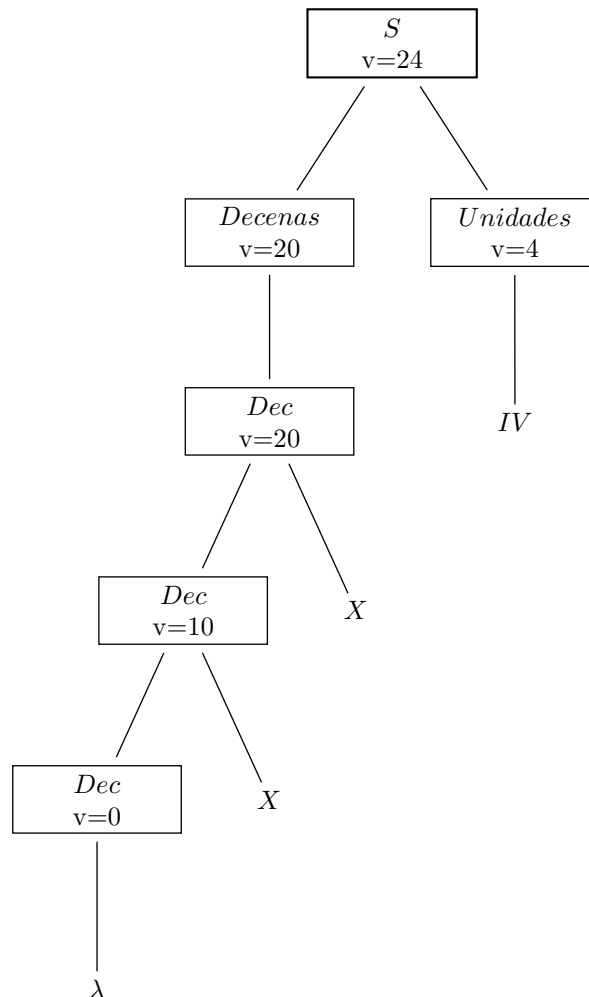 S
v=24
Decenas
v=20
Unidades
v=4
Dec
v=20
IV
Dec
v=10
X
Dec
v=0
X
λ